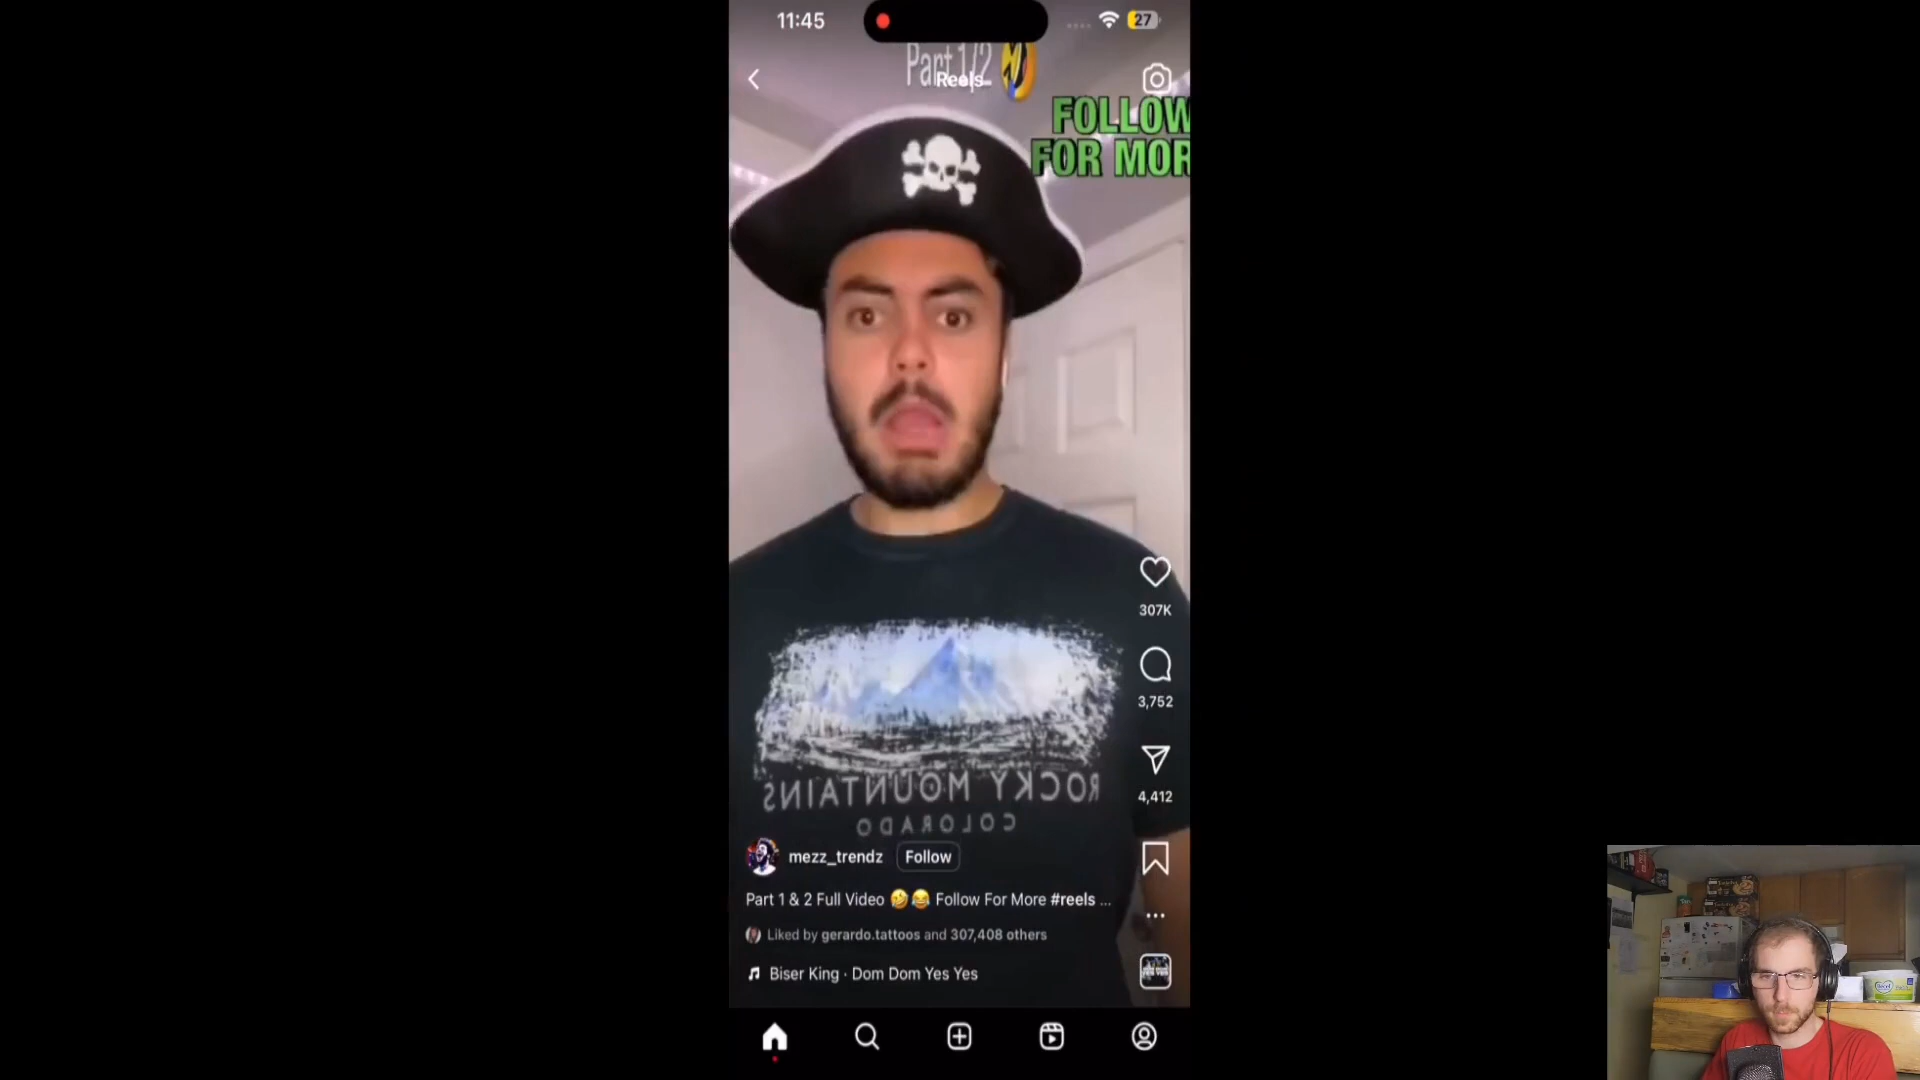 11:45
27
Part 1/2 🤣
Reels
FOLLOW
FOR MOR
307K
3,752
4,412
ROCKY MOUNTAINS
COLORADO
mezz_trendz
Follow
Part 1 & 2 Full Video 🤣😂 Follow For More #reels ...
Liked by gerardo.tattoos and 307,408 others
Biser King · Dom Dom Yes Yes